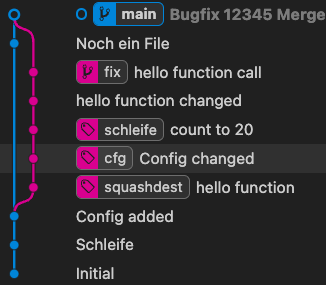 main Bugfix 12345 Merge
Noch ein File
fix hello function call
hello function changed
schleife count to 20
cfg Config changed
squashdest hello function
Config added
Schleife
Initial